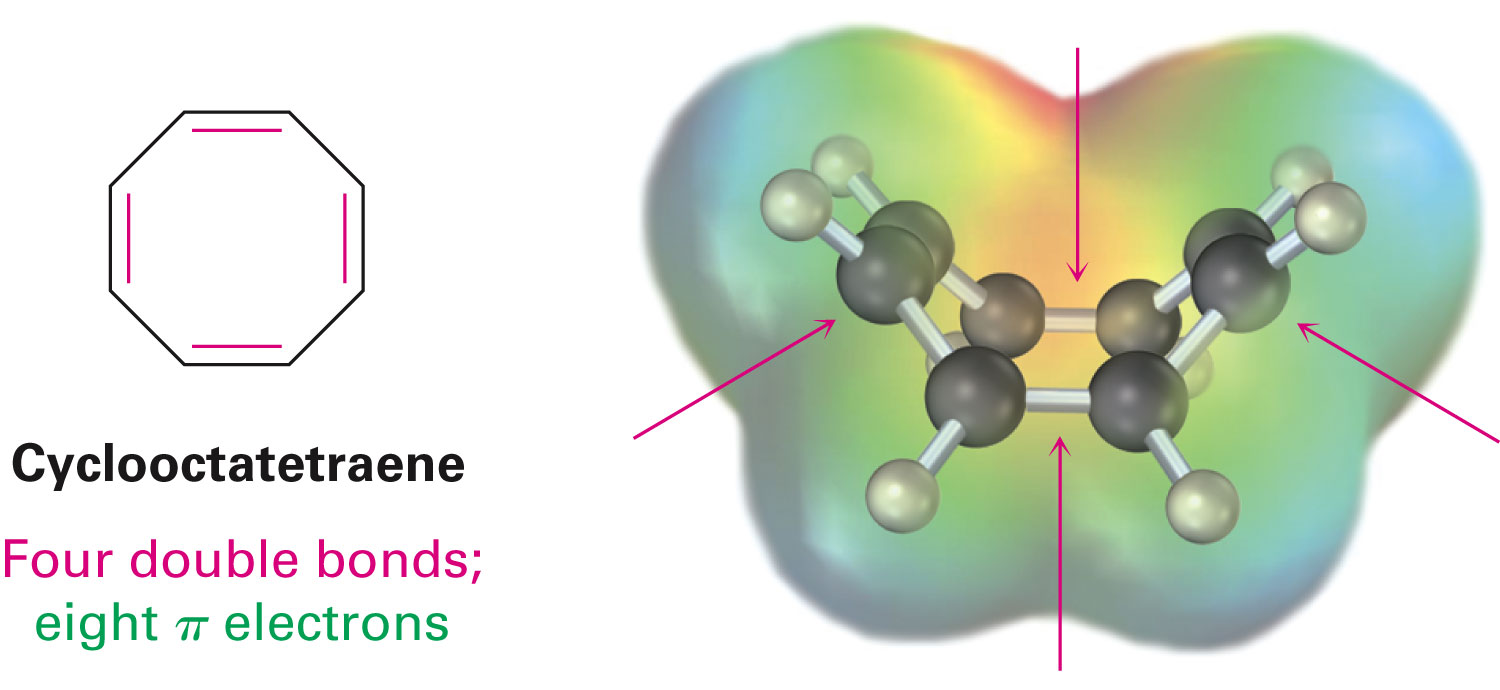 Cyclooctatetraene
Four double bonds;
eight π electrons